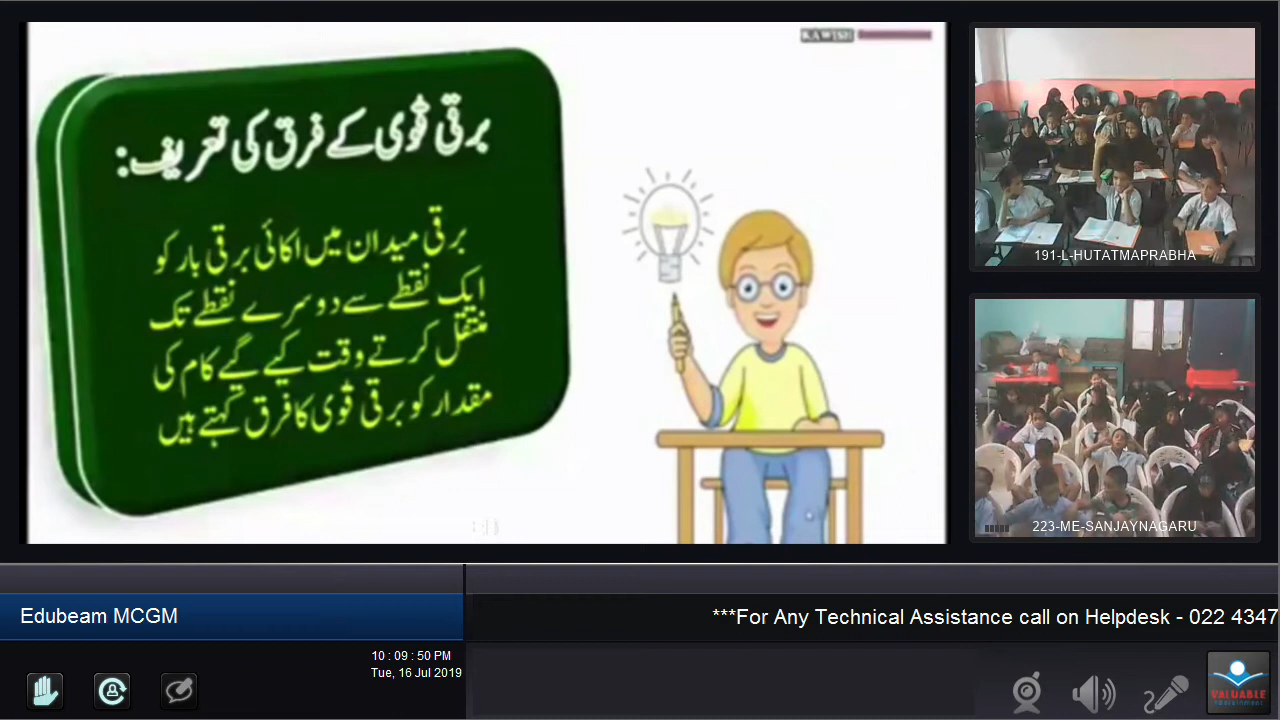 KAWISH
برقی قوی کے فرق کی تعریف:
برقی میدان میں اکائی برقی بار کو
ایک نقطے سے دوسرے نقطے تک
منتقل کرتے وقت کیے گیے کام کی
مقدار کو برقی قوی کا فرق کہتے ہیں
191-L-HUTATMAPRABHA
223-ME-SANJAYNAGARU
Edubeam MCGM
***For Any Technical Assistance call on Helpdesk - 022 4347
10 : 09 : 50 PM
Tue, 16 Jul 2019
VALUABLE